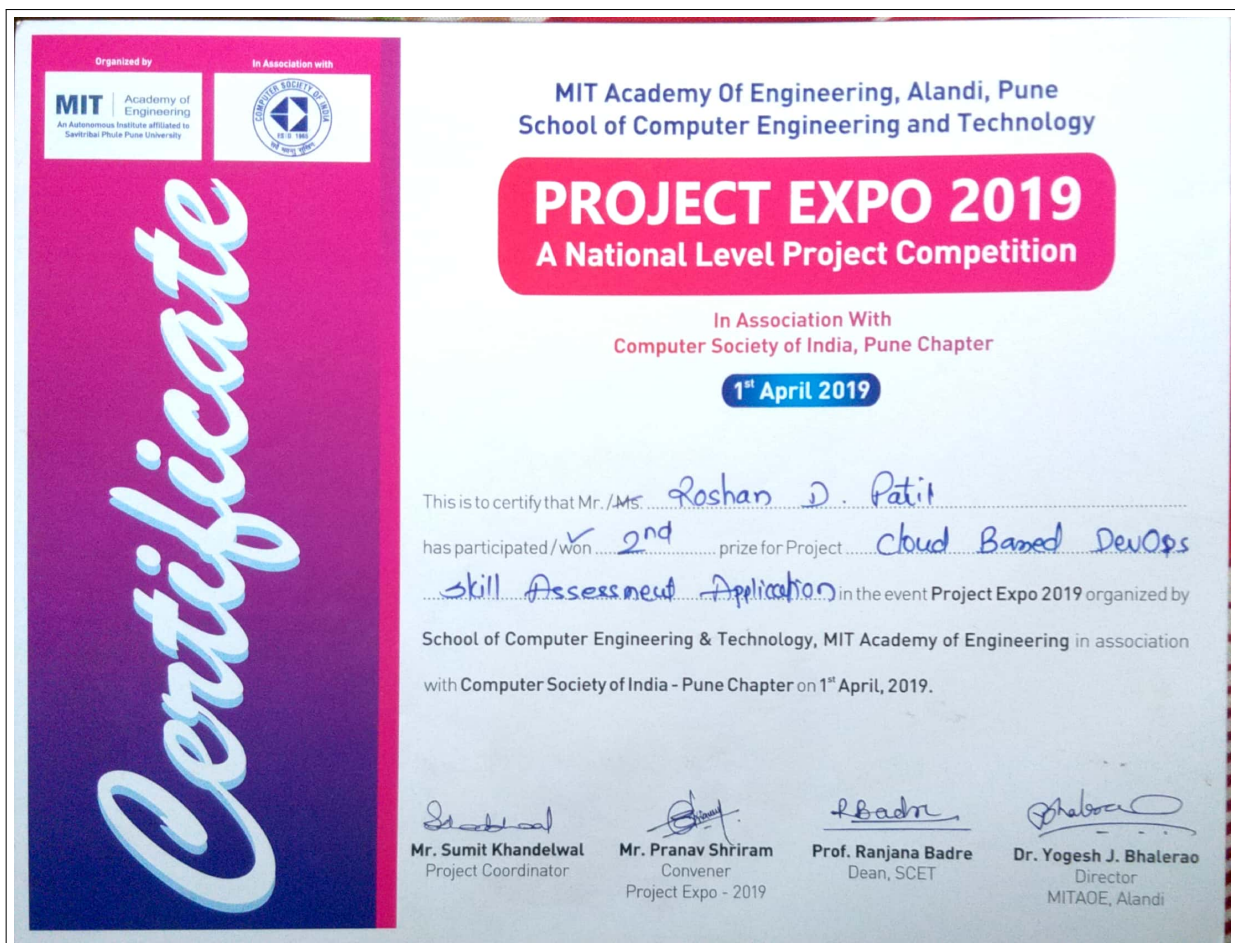 Organized by
MIT Academy of Engineering
An Autonomous Institute affiliated to
Savitribai Phule Pune University
In Association with
COMPUTER SOCIETY OF INDIA
ESTD 1965
Certificate
MIT Academy Of Engineering, Alandi, Pune
School of Computer Engineering and Technology
PROJECT EXPO 2019
A National Level Project Competition
In Association With
Computer Society of India, Pune Chapter
1st April 2019
This is to certify that Mr./Ms. Roshan D. Patil
has participated/won 2nd prize for Project Cloud Based DevOps
skill Assessment Application in the event Project Expo 2019 organized by
School of Computer Engineering & Technology, MIT Academy of Engineering in association
with Computer Society of India - Pune Chapter on 1st April, 2019.
RBadre
Mr. Sumit Khandelwal
Project Coordinator
Mr. Pranav Shriram
Convener
Project Expo - 2019
Prof. Ranjana Badre
Dean, SCET
Dr. Yogesh J. Bhalerao
Director
MITAOE, Alandi